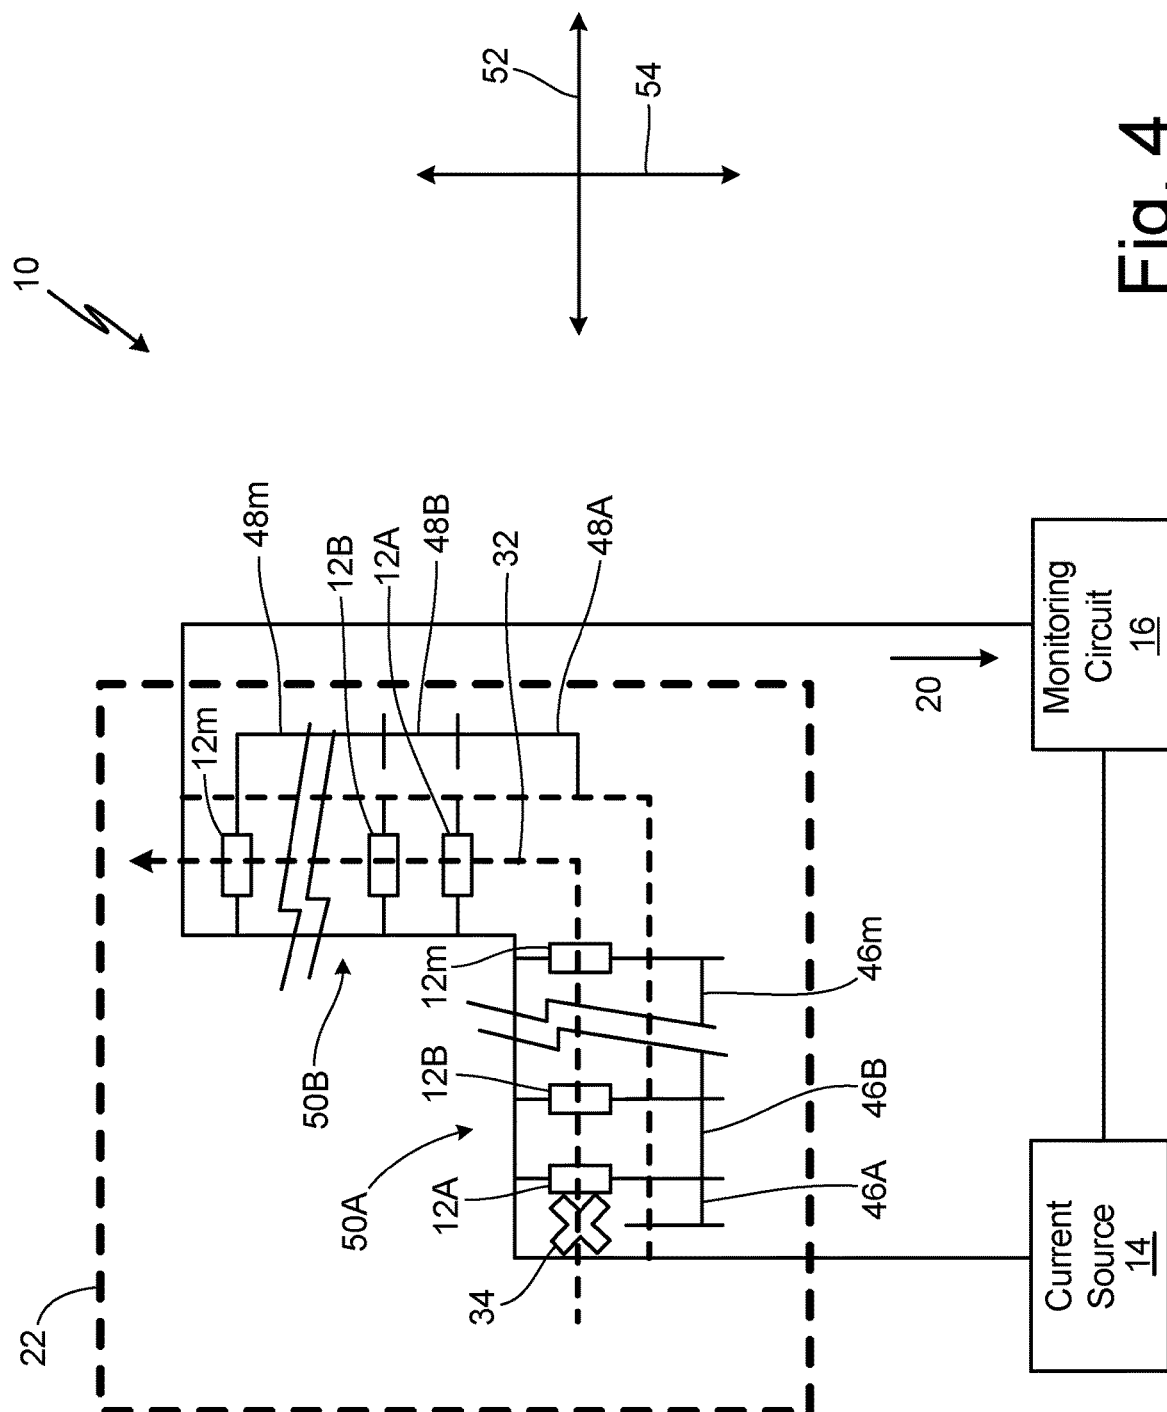 22
10
12m
48m
50B
12B
50A
12A
48B
12A
12B
12m
34
32
52
48A
54
46A
46B
46m
20
Current
Source
14
Monitoring
Circuit
16
Fig. 4